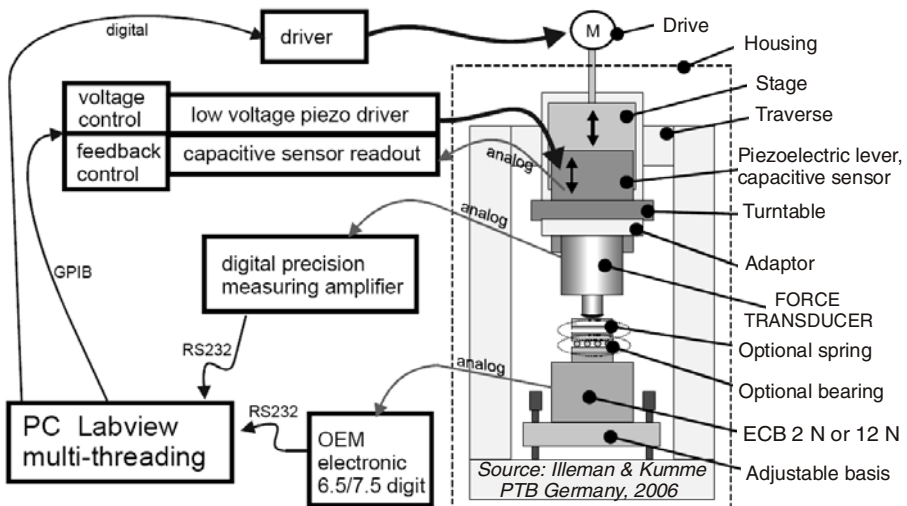 digital
driver
M
Drive
Housing
Stage
Traverse
Piezoelectric lever,
capacitive sensor
Turntable
Adaptor
FORCE
TRANSDUCER
Optional spring
Optional bearing
ECB 2 N or 12 N
Adjustable basis
voltage
control
low voltage piezo driver
feedback
control
capacitive sensor readout
analog
analog
GPIB
digital precision
measuring amplifier
RS232
analog
RS232
PC Labview
multi-threading
OEM
electronic
6.5/7.5 digit
Source: Illeman & Kumme
PTB Germany, 2006